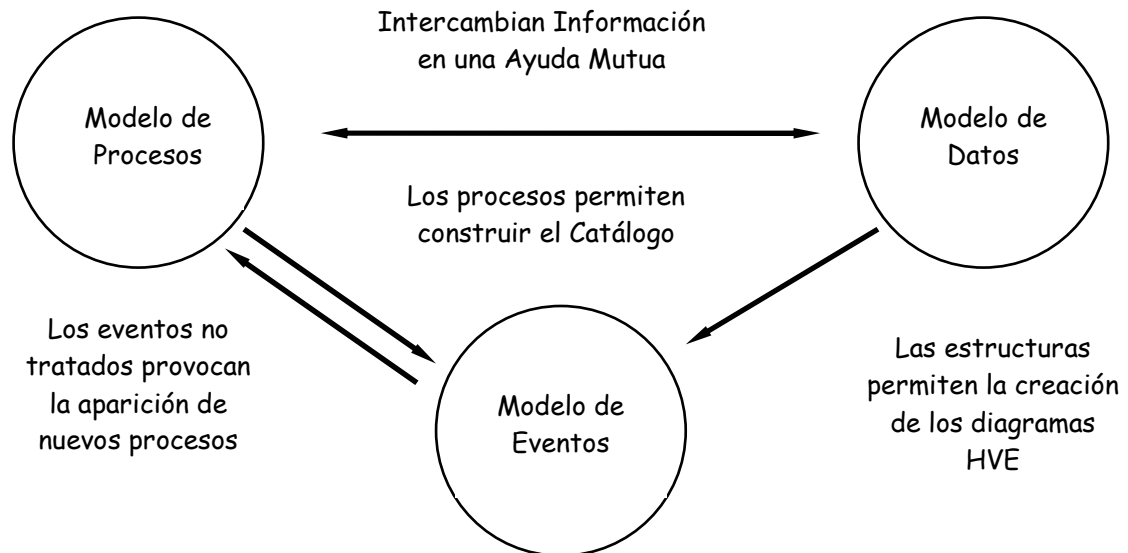 Intercambian Información
en una Ayuda Mutua
Modelo de
Procesos
Modelo de
Datos
Los procesos permiten
construir el Catálogo
Los eventos no
tratados provocan
la aparición de
nuevos procesos
Las estructuras
permiten la creación
de los diagramas
HVE
Modelo de
Eventos